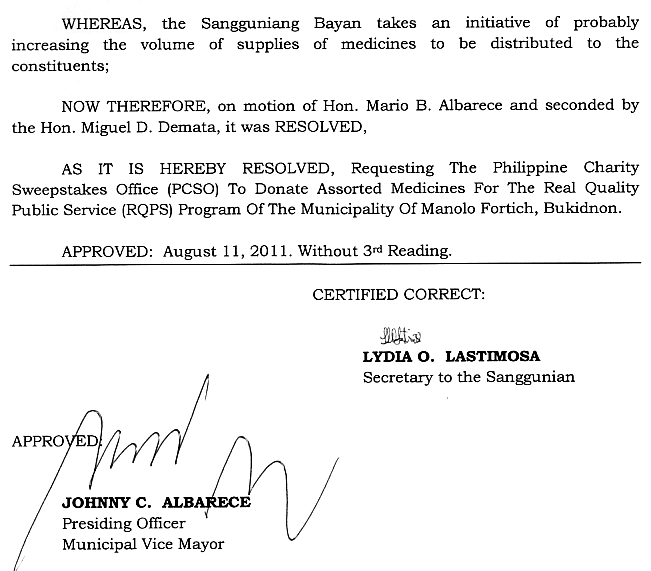 WHEREAS, the Sangguniang Bayan takes an initiative of probably
increasing the volume of supplies of medicines to be distributed to the
constituents;
NOW THEREFORE, on motion of Hon. Mario B. Albarece and seconded by
the Hon. Miguel D. Demata, it was RESOLVED,
AS IT IS HEREBY RESOLVED, Requesting The Philippine Charity
Sweepstakes Office (PCSO) To Donate Assorted Medicines For The Real Quality
Public Service (RQPS) Program Of The Municipality Of Manolo Fortich, Bukidnon.
APPROVED: August 11, 2011. Without 3rd Reading.
CERTIFIED CORRECT:
LYDIA O. LASTIMOSA
Secretary to the Sanggunian
APPROVED:
JOHNNY C. ALBARECE
Presiding Officer
Municipal Vice Mayor